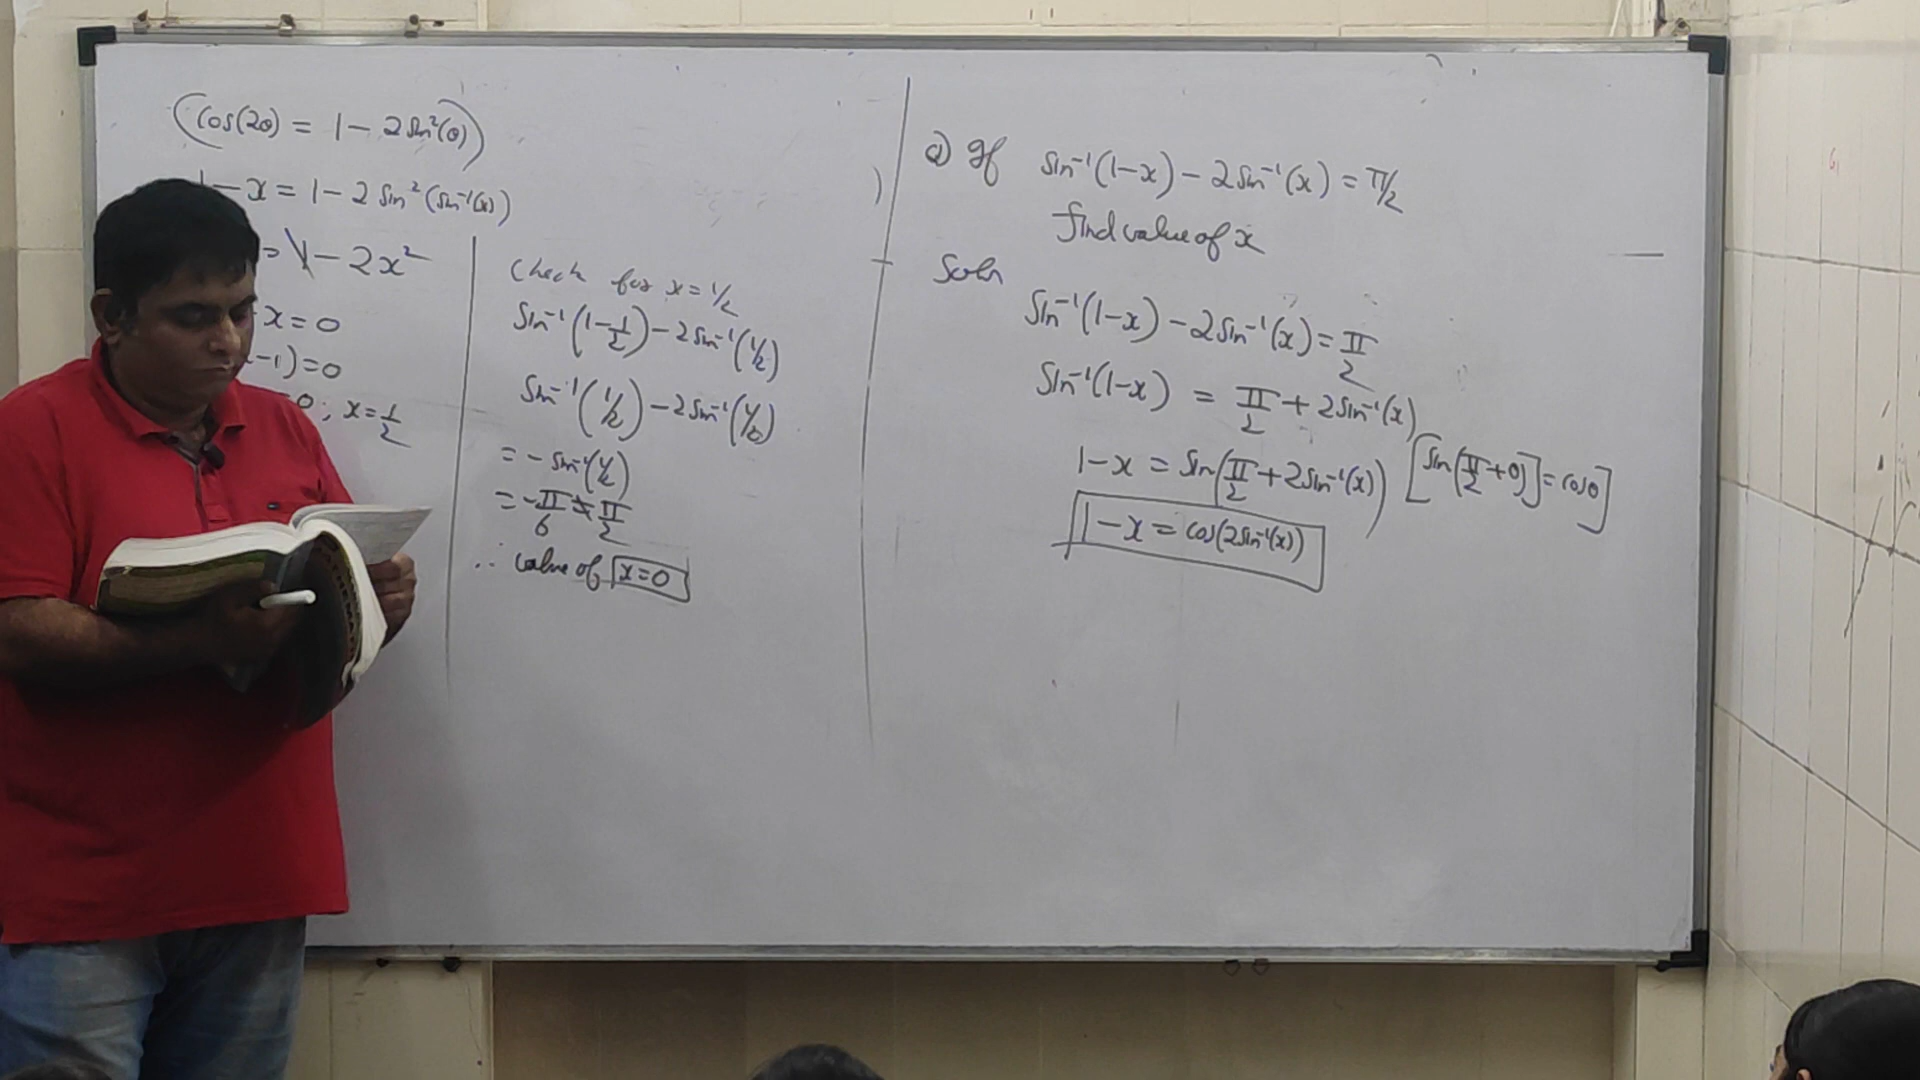 cos(2θ) = 1 - 2sin²(θ)
1 - x = 1 - 2 sin²(sin⁻¹(x))
= 1 - 2x²
x = 0
-1) = 0
= 0 ; x = 1/2
check for x = 1/2
sin⁻¹(1 - 1/2) - 2 sin⁻¹(1/2)
sin⁻¹(1/2) - 2 sin⁻¹(1/2)
= - sin⁻¹(1/2)
= - π/6 ≠ π/2
∴ value of x = 0
Q) If sin⁻¹(1-x) - 2 sin⁻¹(x) = π/2
find value of x
Soln
sin⁻¹(1-x) - 2 sin⁻¹(x) = π/2
sin⁻¹(1-x) = π/2 + 2 sin⁻¹(x)
1 - x = sin(π/2 + 2 sin⁻¹(x)) [sin(π/2 + θ)] = cos θ]
1 - x = cos(2 sin⁻¹(x))